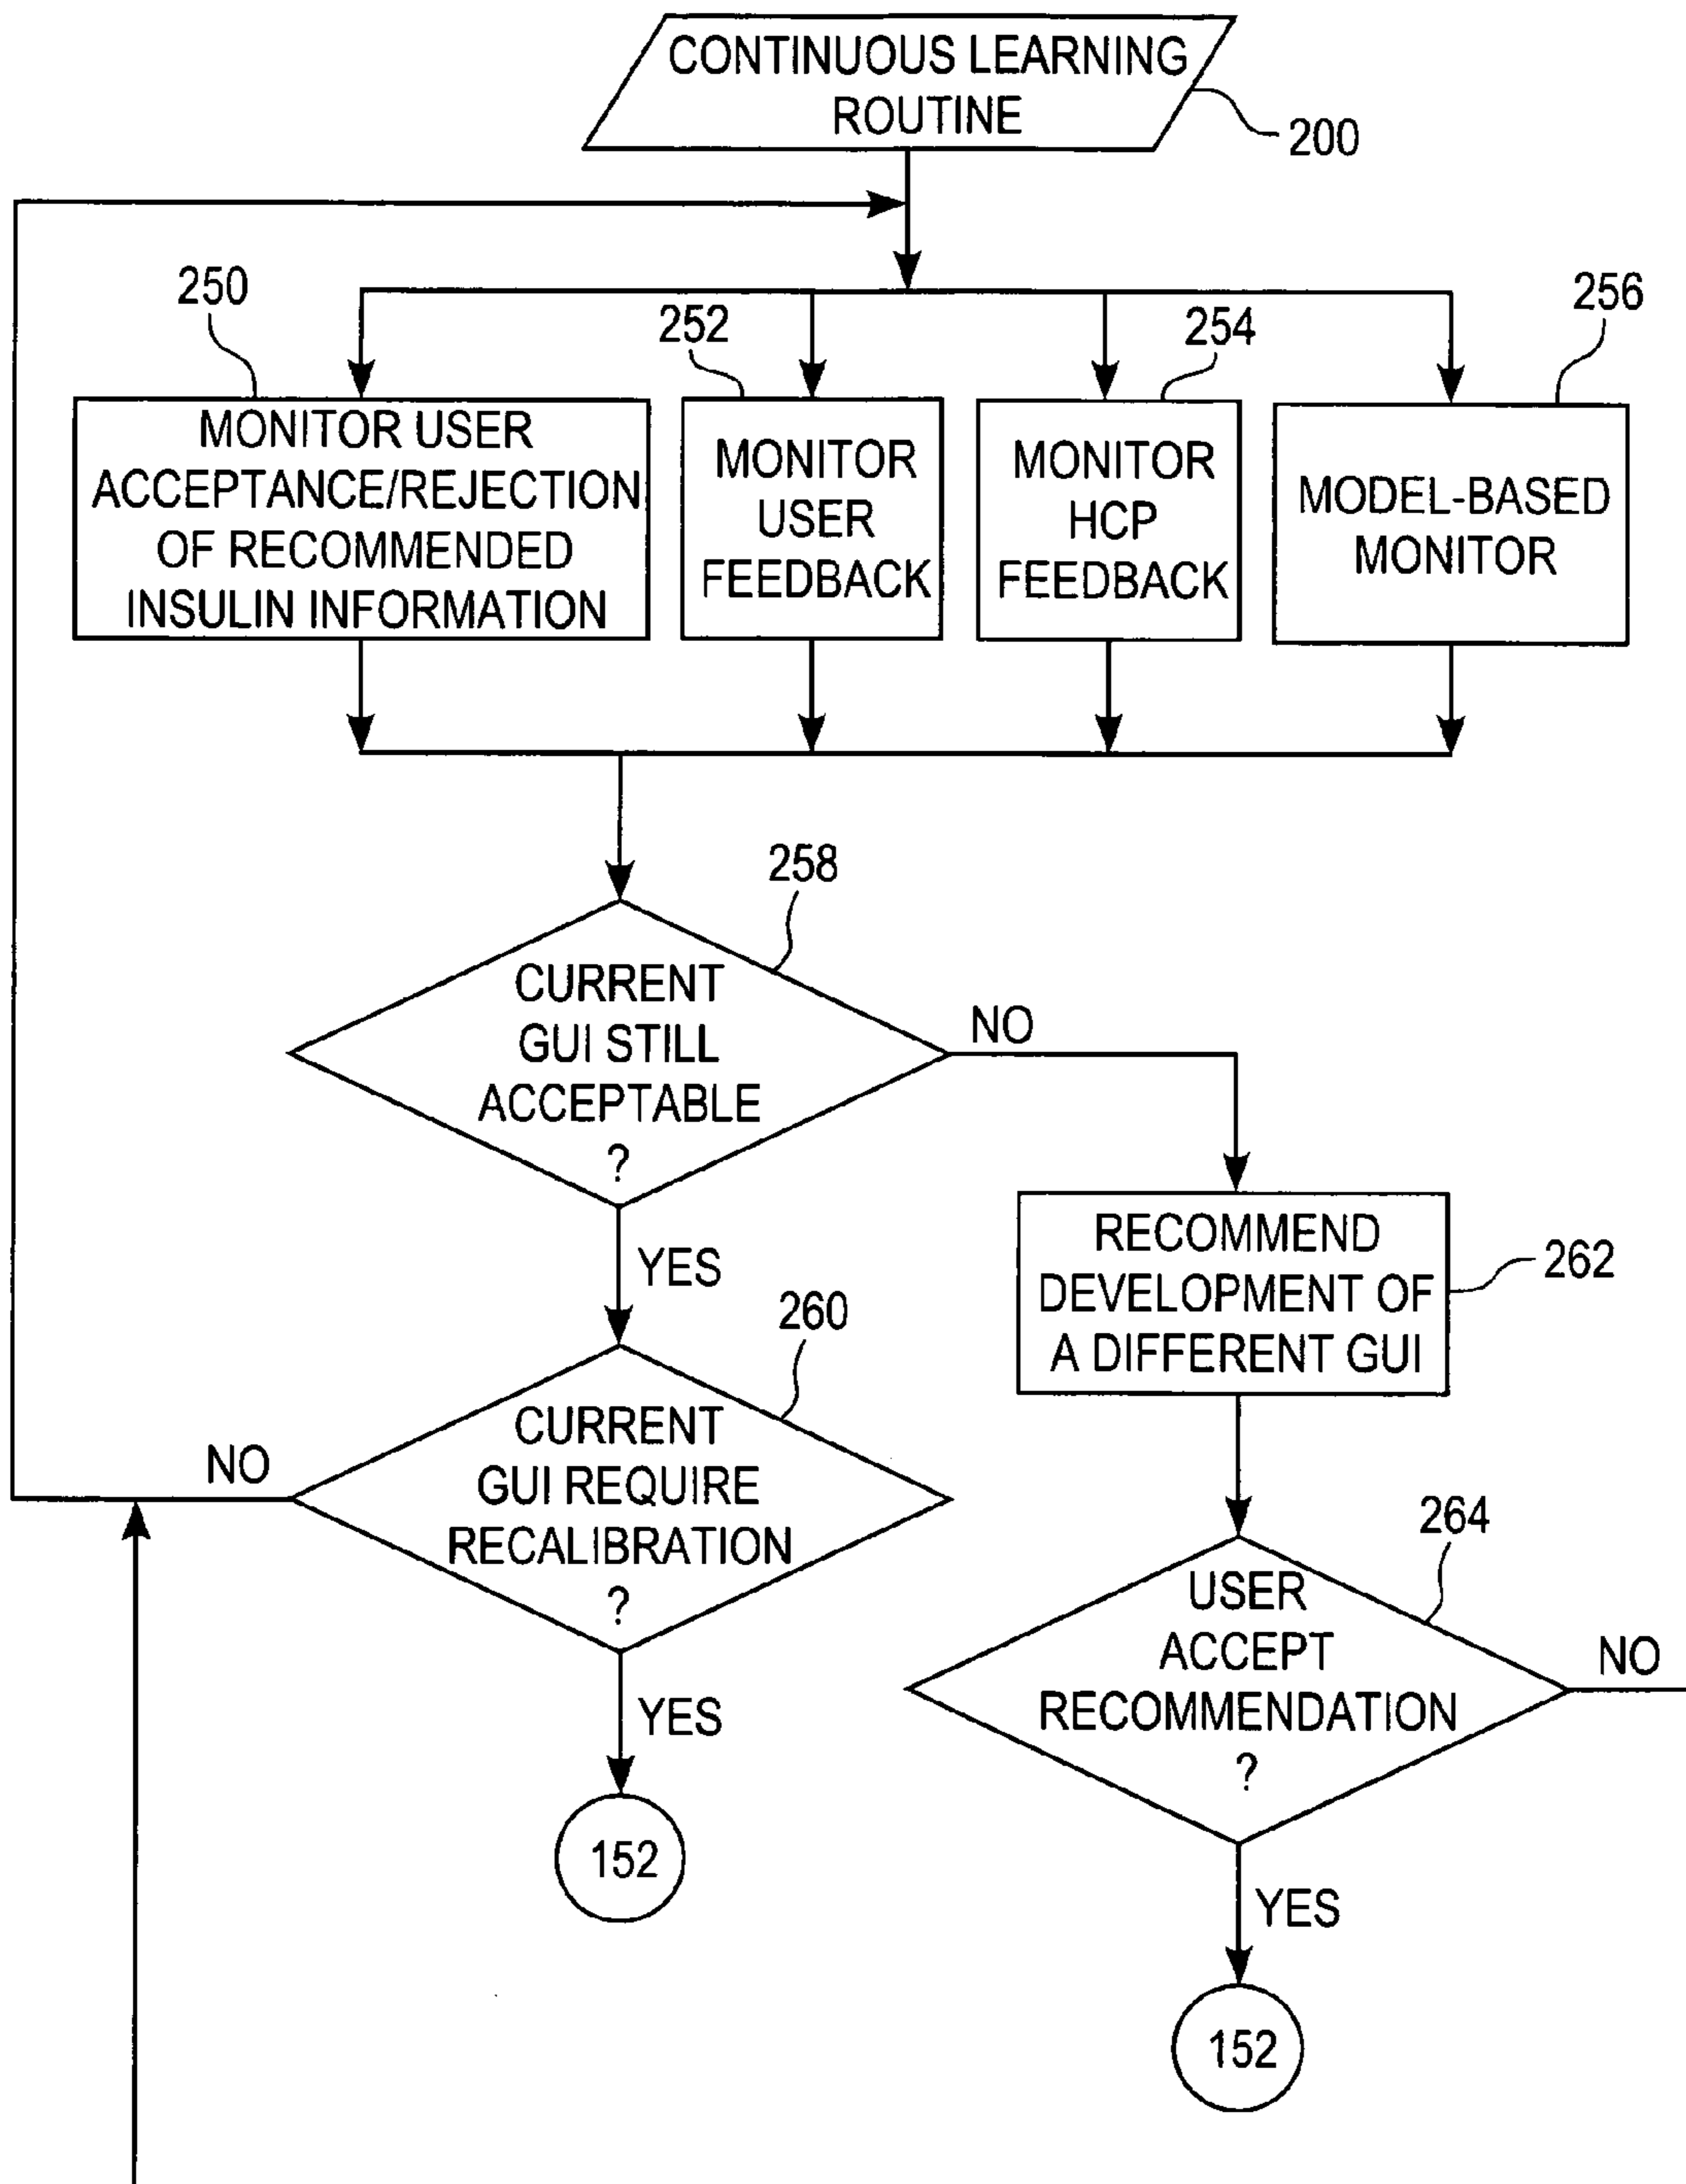 CONTINUOUS LEARNING
ROUTINE
200
250
252
254
256
MONITOR USER
ACCEPTANCE/REJECTION
OF RECOMMENDED
INSULIN INFORMATION
MONITOR
USER
FEEDBACK
MONITOR
HCP
FEEDBACK
MODEL-BASED
MONITOR
258
CURRENT
GUI STILL
ACCEPTABLE
?
NO
YES
RECOMMEND
DEVELOPMENT OF
A DIFFERENT GUI
262
260
CURRENT
GUI REQUIRE
RECALIBRATION
?
NO
YES
152
264
USER
ACCEPT
RECOMMENDATION
?
NO
YES
152